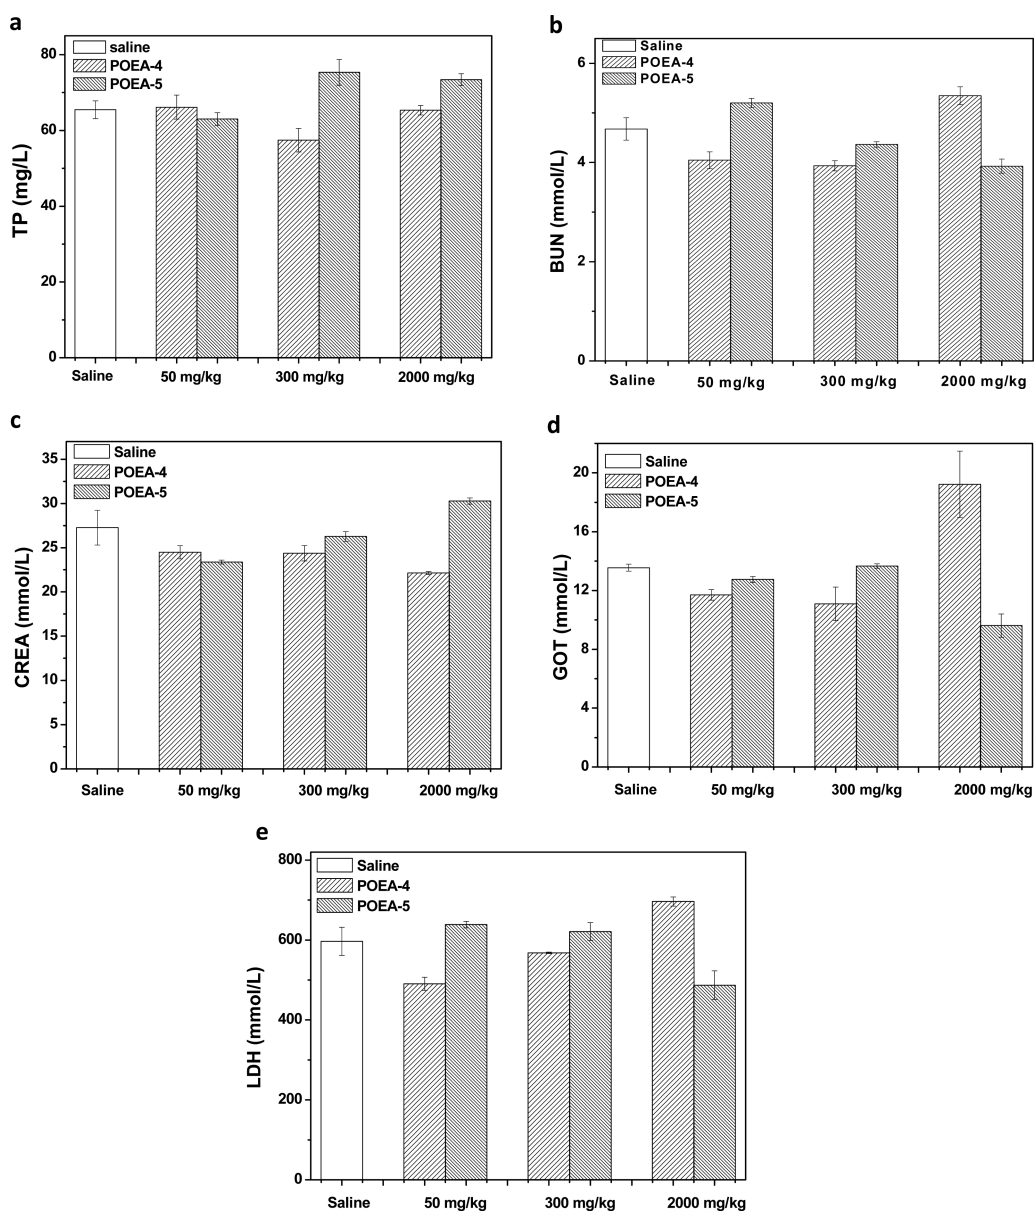 a
saline
POEA-4
POEA-5
80
60
40
20
0
TP (mg/L)
Saline 50 mg/kg 300 mg/kg 2000 mg/kg
b
Saline
POEA-4
POEA-5
6
4
2
0
BUN (mmol/L)
Saline 50 mg/kg 300 mg/kg 2000 mg/kg
c
Saline
POEA-4
POEA-5
35
30
25
20
15
10
5
0
CREA (mmol/L)
Saline 50 mg/kg 300 mg/kg 2000 mg/kg
d
Saline
POEA-4
POEA-5
20
16
12
8
4
0
GOT (mmol/L)
Saline 50 mg/kg 300 mg/kg 2000 mg/kg
e
Saline
POEA-4
POEA-5
800
600
400
200
0
LDH (mmol/L)
Saline 50 mg/kg 300 mg/kg 2000 mg/kg